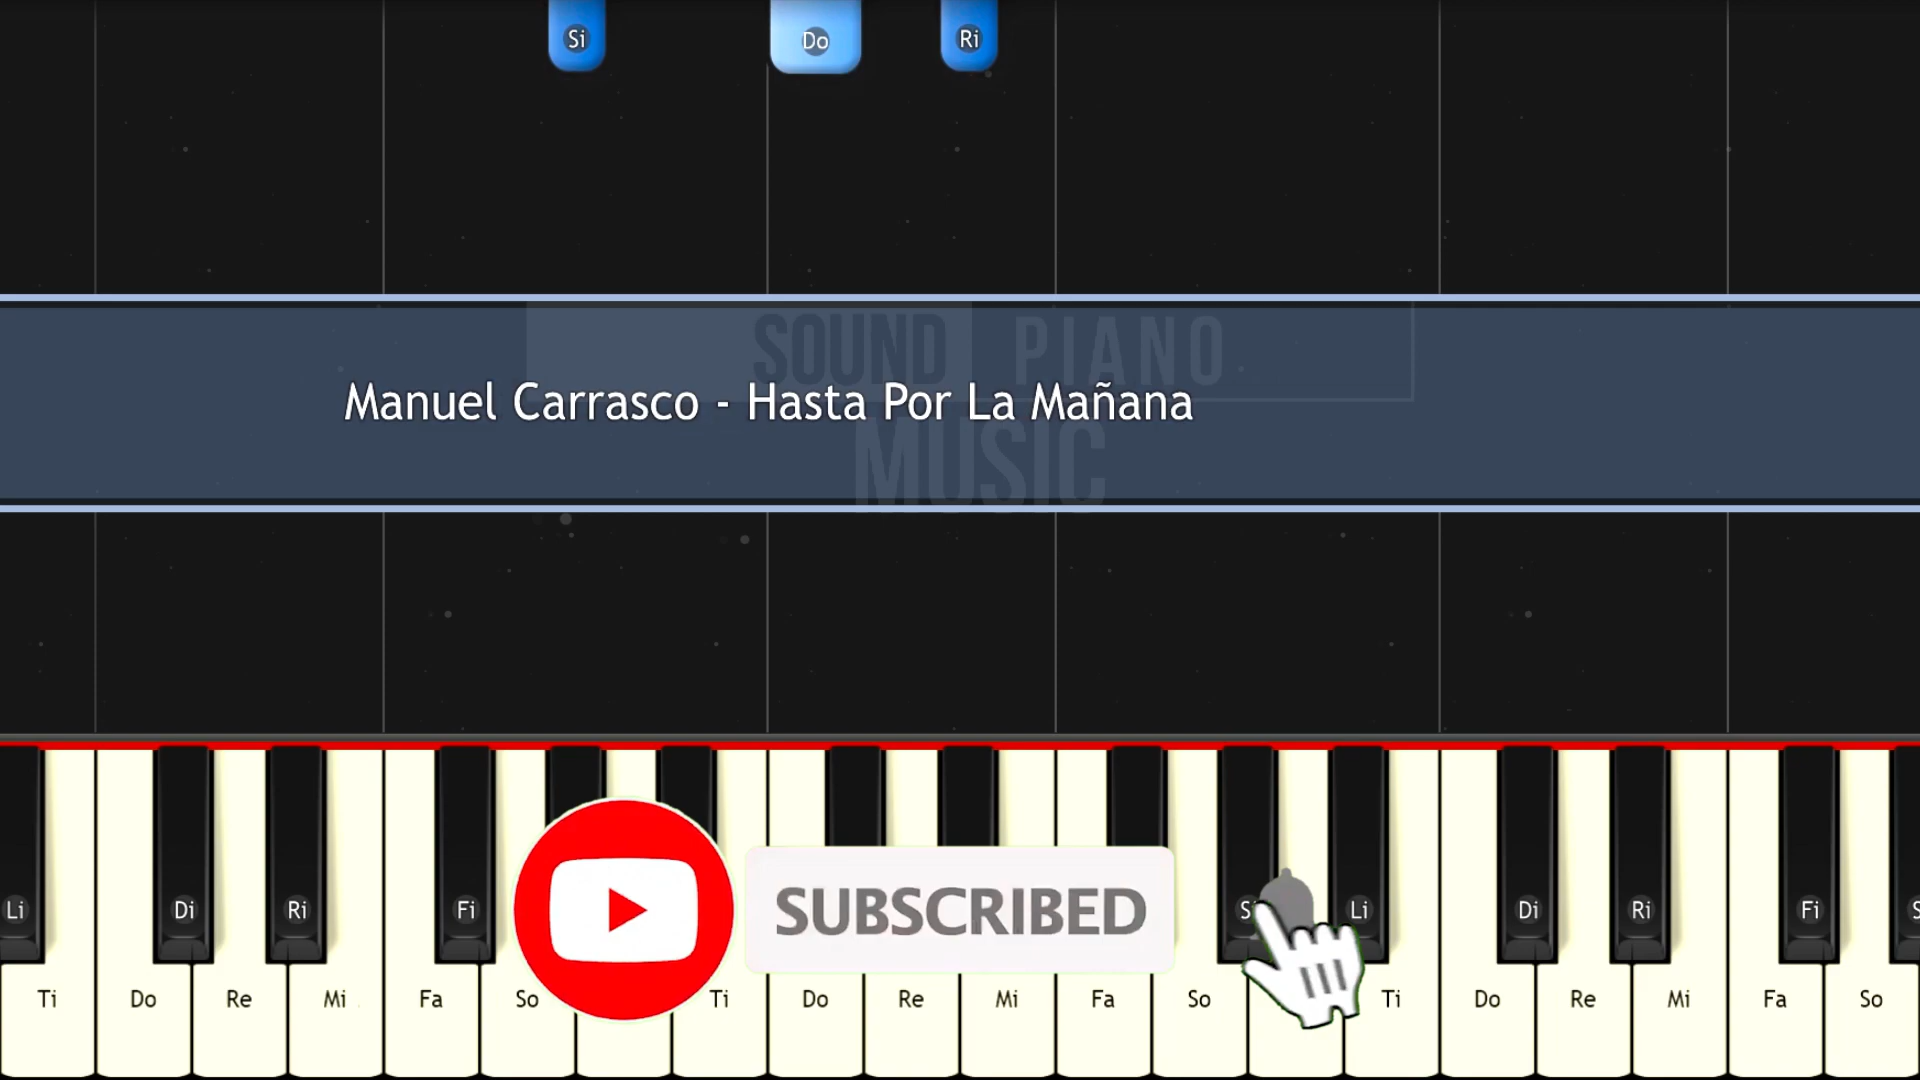 Si Do Ri
SOUND PIANO
Manuel Carrasco - Hasta Por La Mañana
MUSIC
Li Di Ri Fi Li Di Ri Fi
SUBSCRIBED
Ti Do Re Mi Fa So Ti Do Re Mi Fa So Ti Do Re Mi Fa So